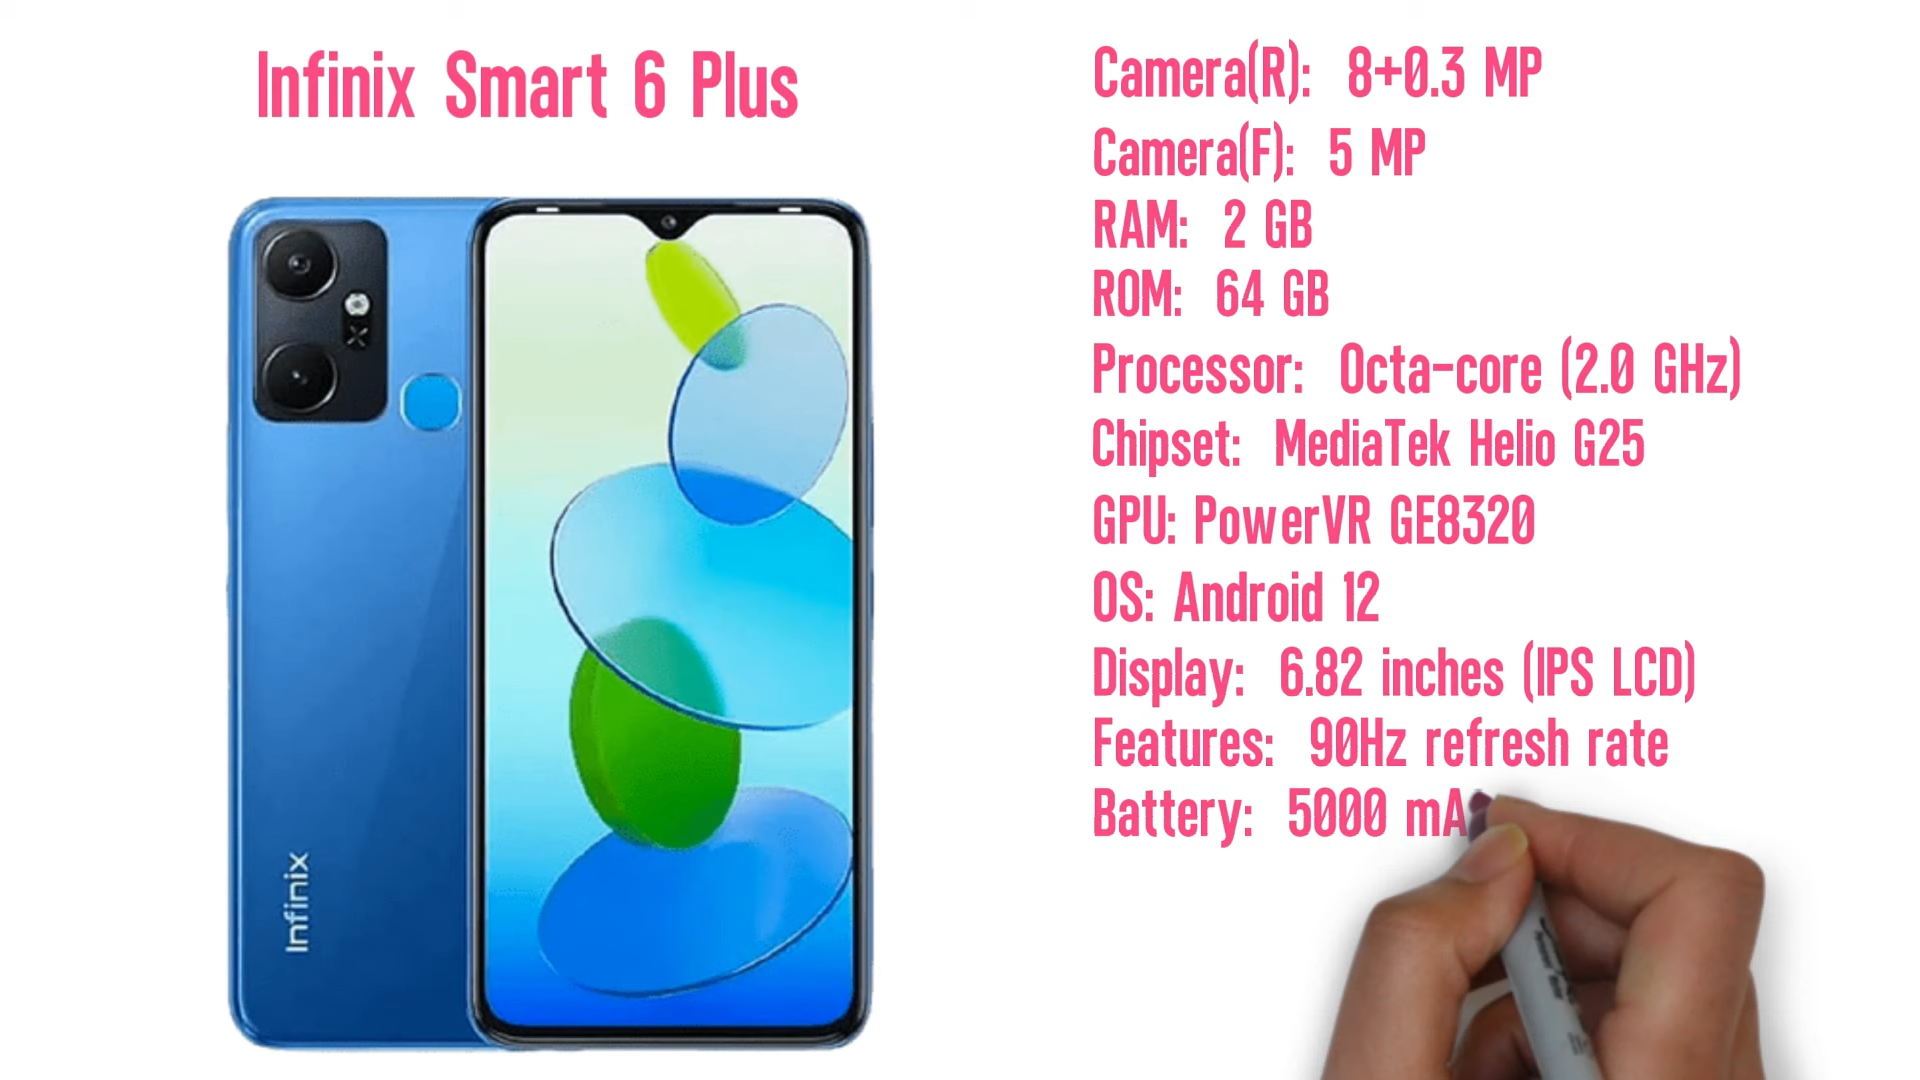 Infinix Smart 6 Plus
Infinix
Camera(R): 8+0.3 MP
Camera(F): 5 MP
RAM: 2 GB
ROM: 64 GB
Processor: Octa-core (2.0 GHz)
Chipset: MediaTek Helio G25
GPU: PowerVR GE8320
OS: Android 12
Display: 6.82 inches (IPS LCD)
Features: 90Hz refresh rate
Battery: 5000 mA